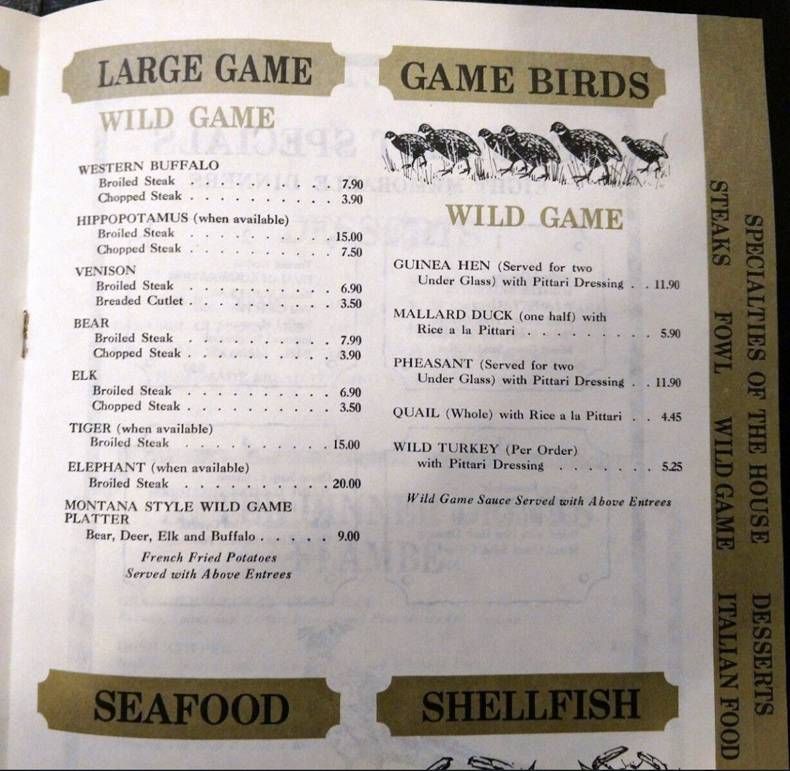 LARGE GAME
WILD GAME
WESTERN BUFFALO
Broiled Steak . . . . . . . . . . . 7.90
Chopped Steak . . . . . . . . . . 3.90
HIPPOPOTAMUS (when available)
Broiled Steak . . . . . . . . . . . 15.00
Chopped Steak . . . . . . . . . . 7.50
VENISON
Broiled Steak . . . . . . . . . . . 6.90
Breaded Cutlet . . . . . . . . . . 3.50
BEAR
Broiled Steak . . . . . . . . . . . 7.90
Chopped Steak . . . . . . . . . . 3.90
ELK
Broiled Steak . . . . . . . . . . . 6.90
Chopped Steak . . . . . . . . . . 3.50
TIGER (when available)
Broiled Steak . . . . . . . . . . . 15.00
ELEPHANT (when available)
Broiled Steak . . . . . . . . . . . 20.00
MONTANA STYLE WILD GAME
PLATTER
Bear, Deer, Elk and Buffalo . . . . . . 9.00
French Fried Potatoes
Served with Above Entrees
GAME BIRDS
WILD GAME
GUINEA HEN (Served for two
Under Glass) with Pittari Dressing . . 11.90
MALLARD DUCK (one half) with
Rice a la Pittari . . . . . . . . . 5.90
PHEASANT (Served for two
Under Glass) with Pittari Dressing . . 11.90
QUAIL (Whole) with Rice a la Pittari . . 4.45
WILD TURKEY (Per Order)
with Pittari Dressing . . . . . . . 5.25
Wild Game Sauce Served with Above Entrees
SEAFOOD
SHELLFISH
SPECIALTIES OF THE HOUSE DESSERTS
STEAKS FOWL WILD GAME ITALIAN FOOD